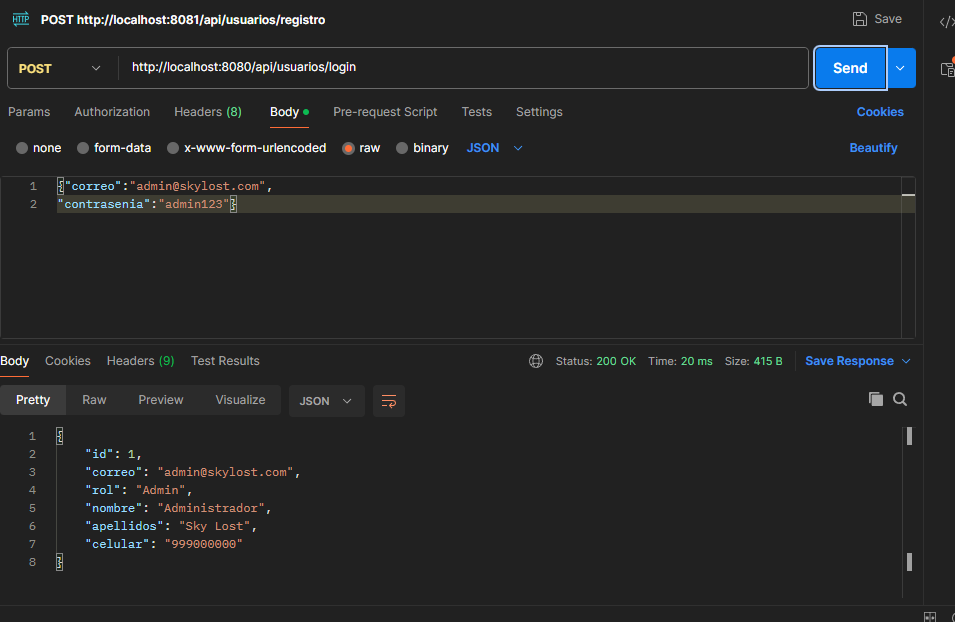 HTTP POST http://localhost:8081/api/usuarios/registro Save
POST http://localhost:8080/api/usuarios/login Send
Params Authorization Headers (8) Body Pre-request Script Tests Settings Cookies
none form-data x-www-form-urlencoded raw binary JSON Beautify
1 {"correo":"admin@skylost.com",
2 "contrasenia":"admin123"}
Body Cookies Headers (9) Test Results Status: 200 OK Time: 20 ms Size: 415 B Save Response
Pretty Raw Preview Visualize JSON
1 {
2 "id": 1,
3 "correo": "admin@skylost.com",
4 "rol": "Admin",
5 "nombre": "Administrador",
6 "apellidos": "Sky Lost",
7 "celular": "999000000"
8 }